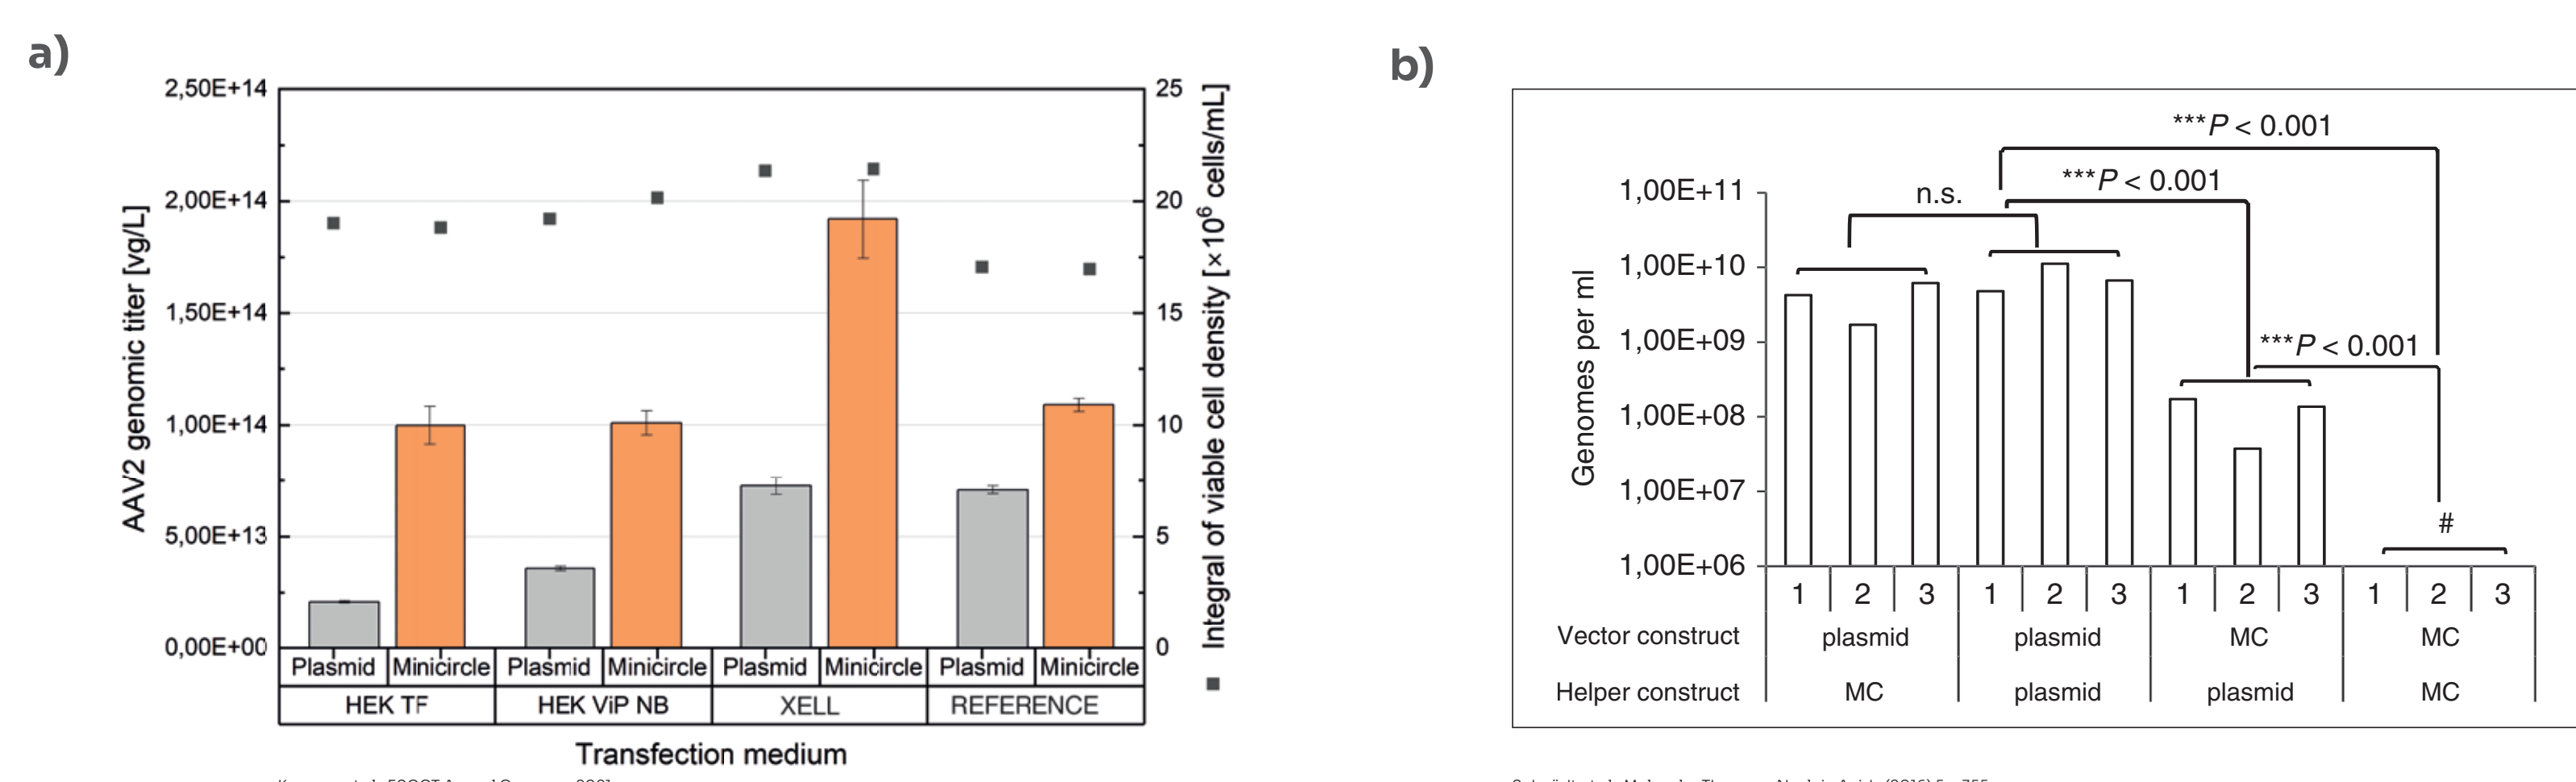 a)
2,50E+14
2,00E+14
1,50E+14
1,00E+14
5,00E+13
0,00E+00
AAV2 genomic titer [vg/L]
25
20
15
10
5
0
■ Integral of viable cell density [×10⁶ cells/mL]
Plasmid Minicircle Plasmid Minicircle Plasmid Minicircle Plasmid Minicircle
HEK TF HEK ViP NB XELL REFERENCE
Transfection medium
b)
***P < 0.001
***P < 0.001
n.s.
***P < 0.001
#
1,00E+11
1,00E+10
1,00E+09
1,00E+08
1,00E+07
1,00E+06
Genomes per ml
1 2 3 1 2 3 1 2 3 1 2 3
Vector construct plasmid plasmid MC MC
Helper construct MC plasmid plasmid MC